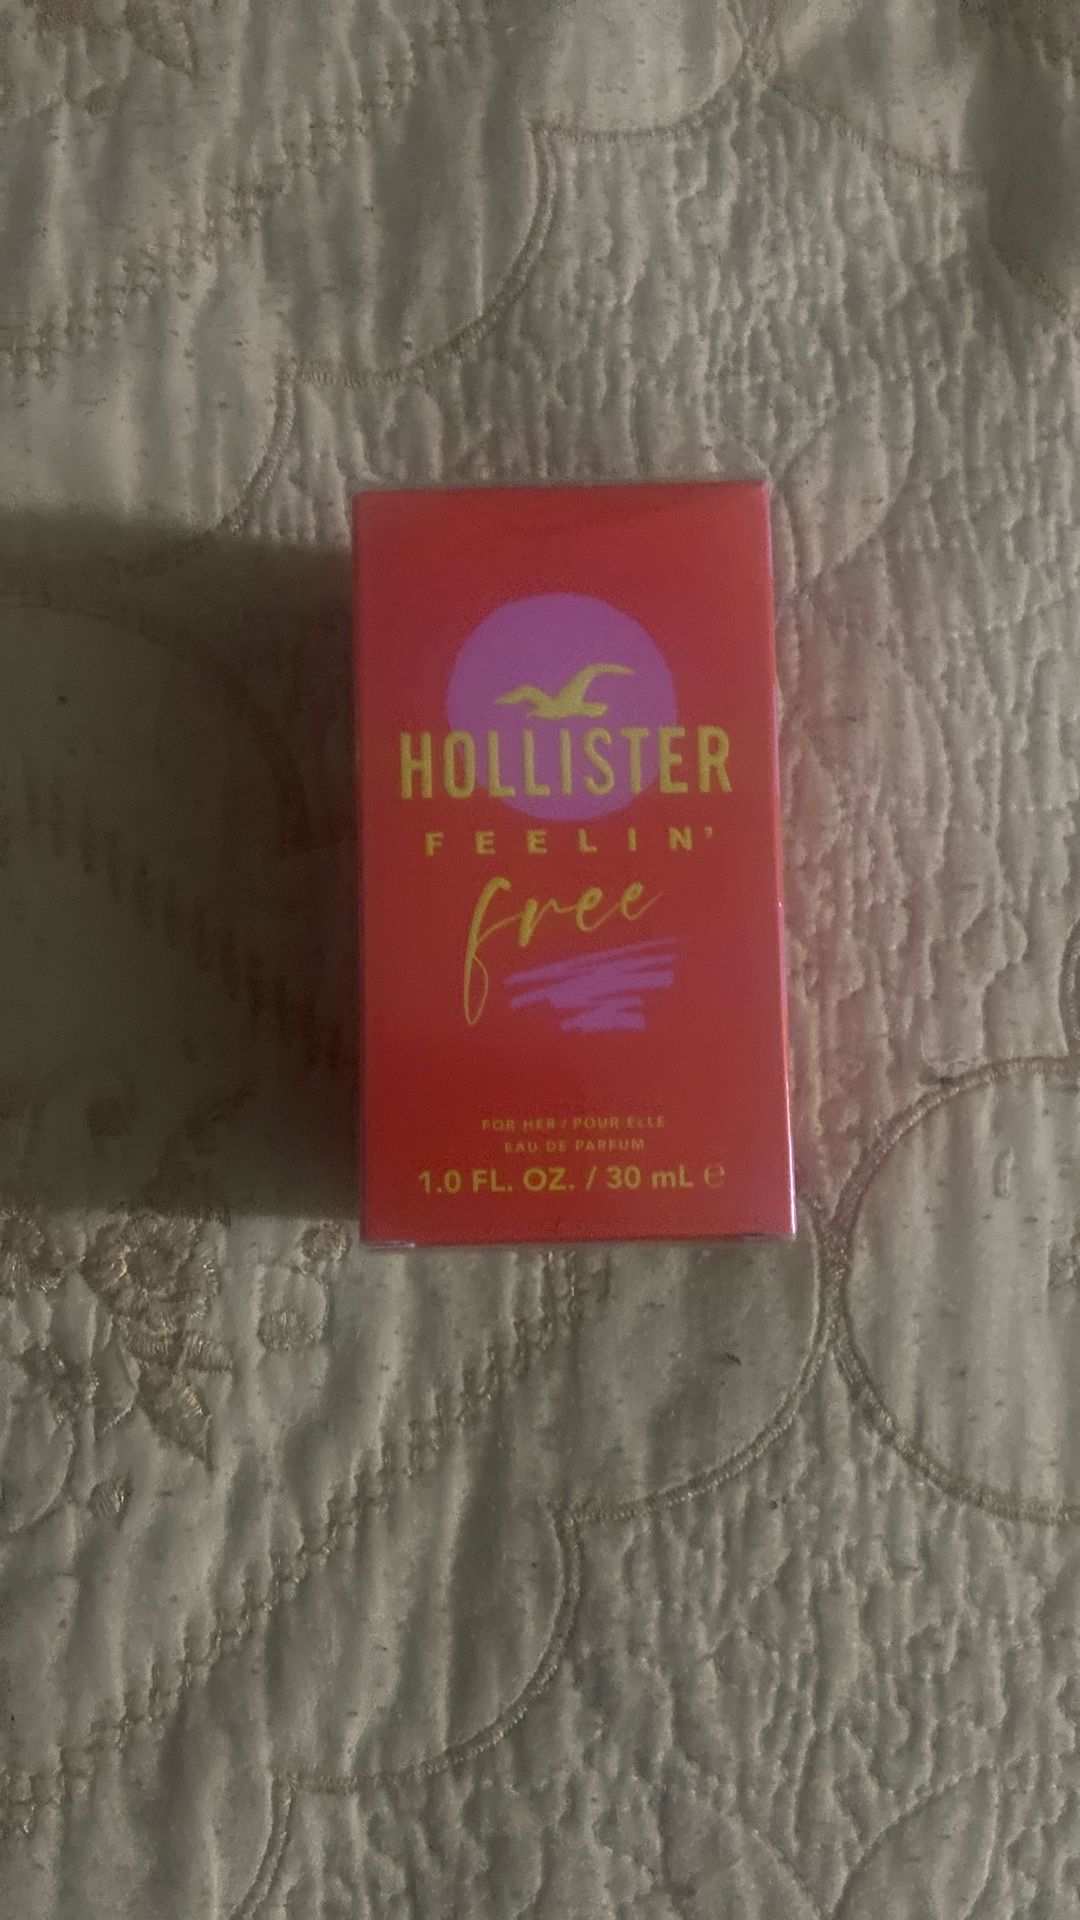 HOLLISTER
FEELIN'
free
FOR HER / POUR ELLE
EAU DE PARFUM
1.0 FL. OZ. / 30 mL ℮